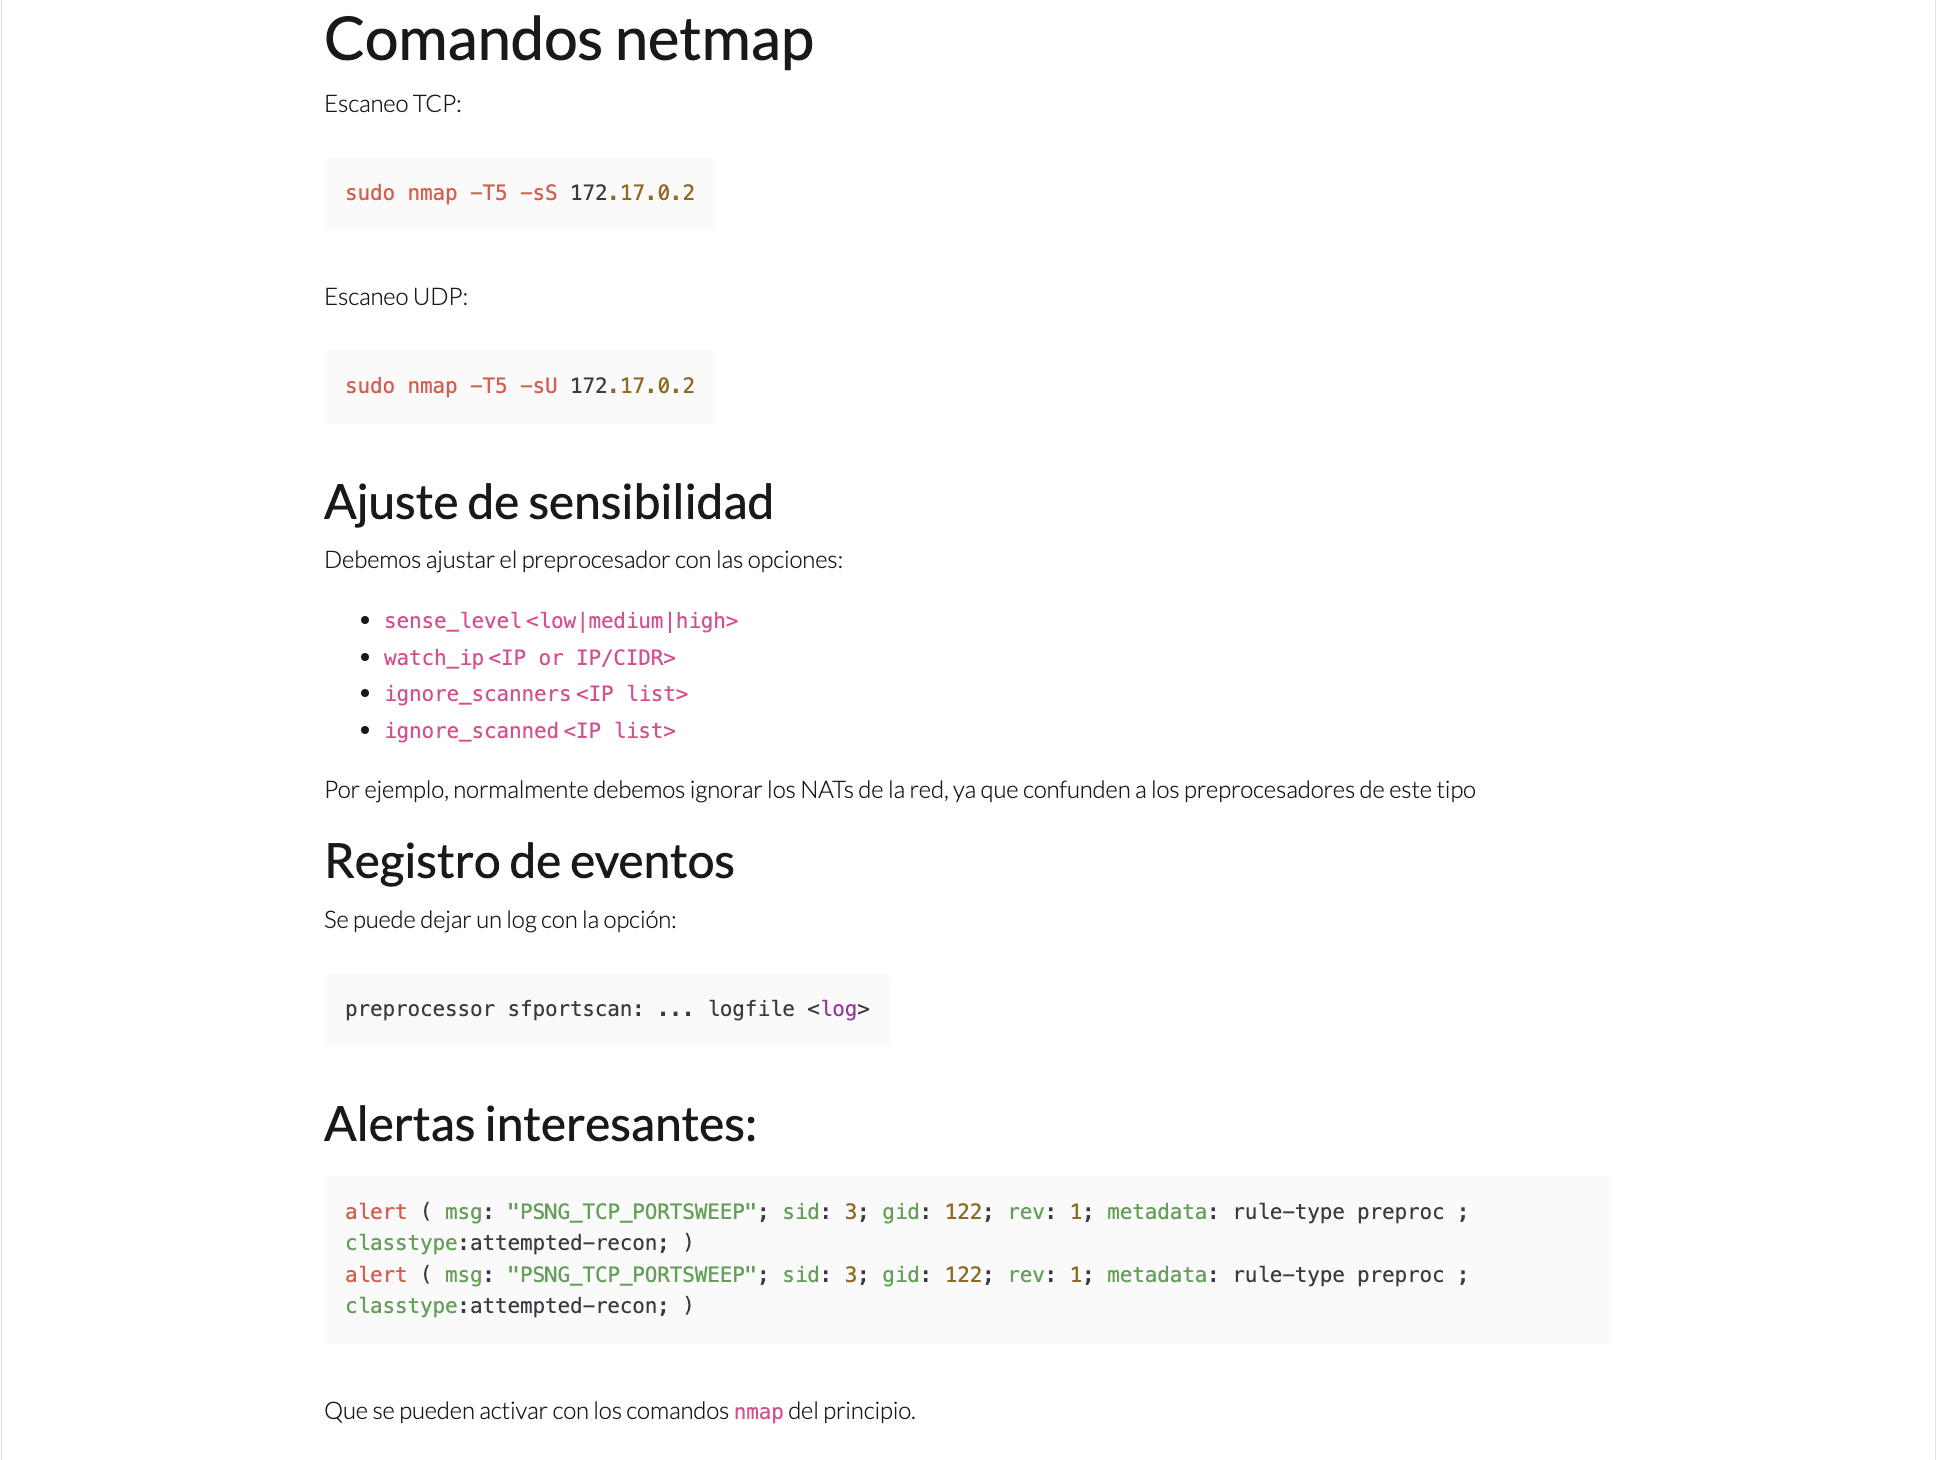 Comandos netmap
Escaneo TCP:
sudo nmap -T5 -sS 172.17.0.2
Escaneo UDP:
sudo nmap -T5 -sU 172.17.0.2
Ajuste de sensibilidad
Debemos ajustar el preprocesador con las opciones:
• sense_level <low|medium|high>
• watch_ip <IP or IP/CIDR>
• ignore_scanners <IP list>
• ignore_scanned <IP list>
Por ejemplo, normalmente debemos ignorar los NATs de la red, ya que confunden a los preprocesadores de este tipo
Registro de eventos
Se puede dejar un log con la opción:
preprocessor sfportscan: ... logfile <log>
Alertas interesantes:
alert ( msg: "PSNG_TCP_PORTSWEEP"; sid: 3; gid: 122; rev: 1; metadata: rule-type preproc ;
classtype:attempted-recon; )
alert ( msg: "PSNG_TCP_PORTSWEEP"; sid: 3; gid: 122; rev: 1; metadata: rule-type preproc ;
classtype:attempted-recon; )
Que se pueden activar con los comandos nmap del principio.